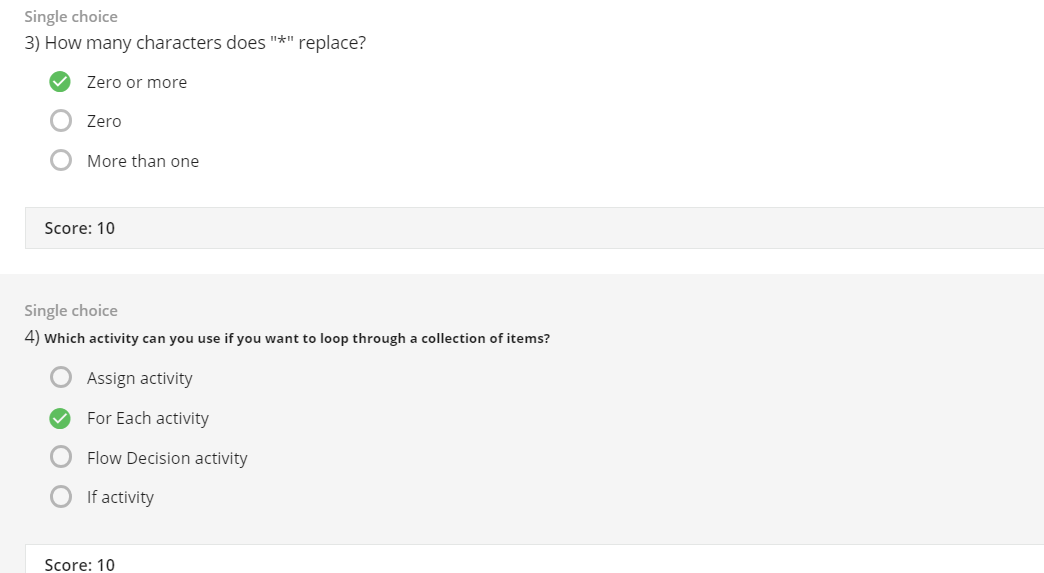 Single choice
3) How many characters does "*" replace?
Zero or more
Zero
More than one
Score: 10
Single choice
4) Which activity can you use if you want to loop through a collection of items?
Assign activity
For Each activity
Flow Decision activity
If activity
Score: 10